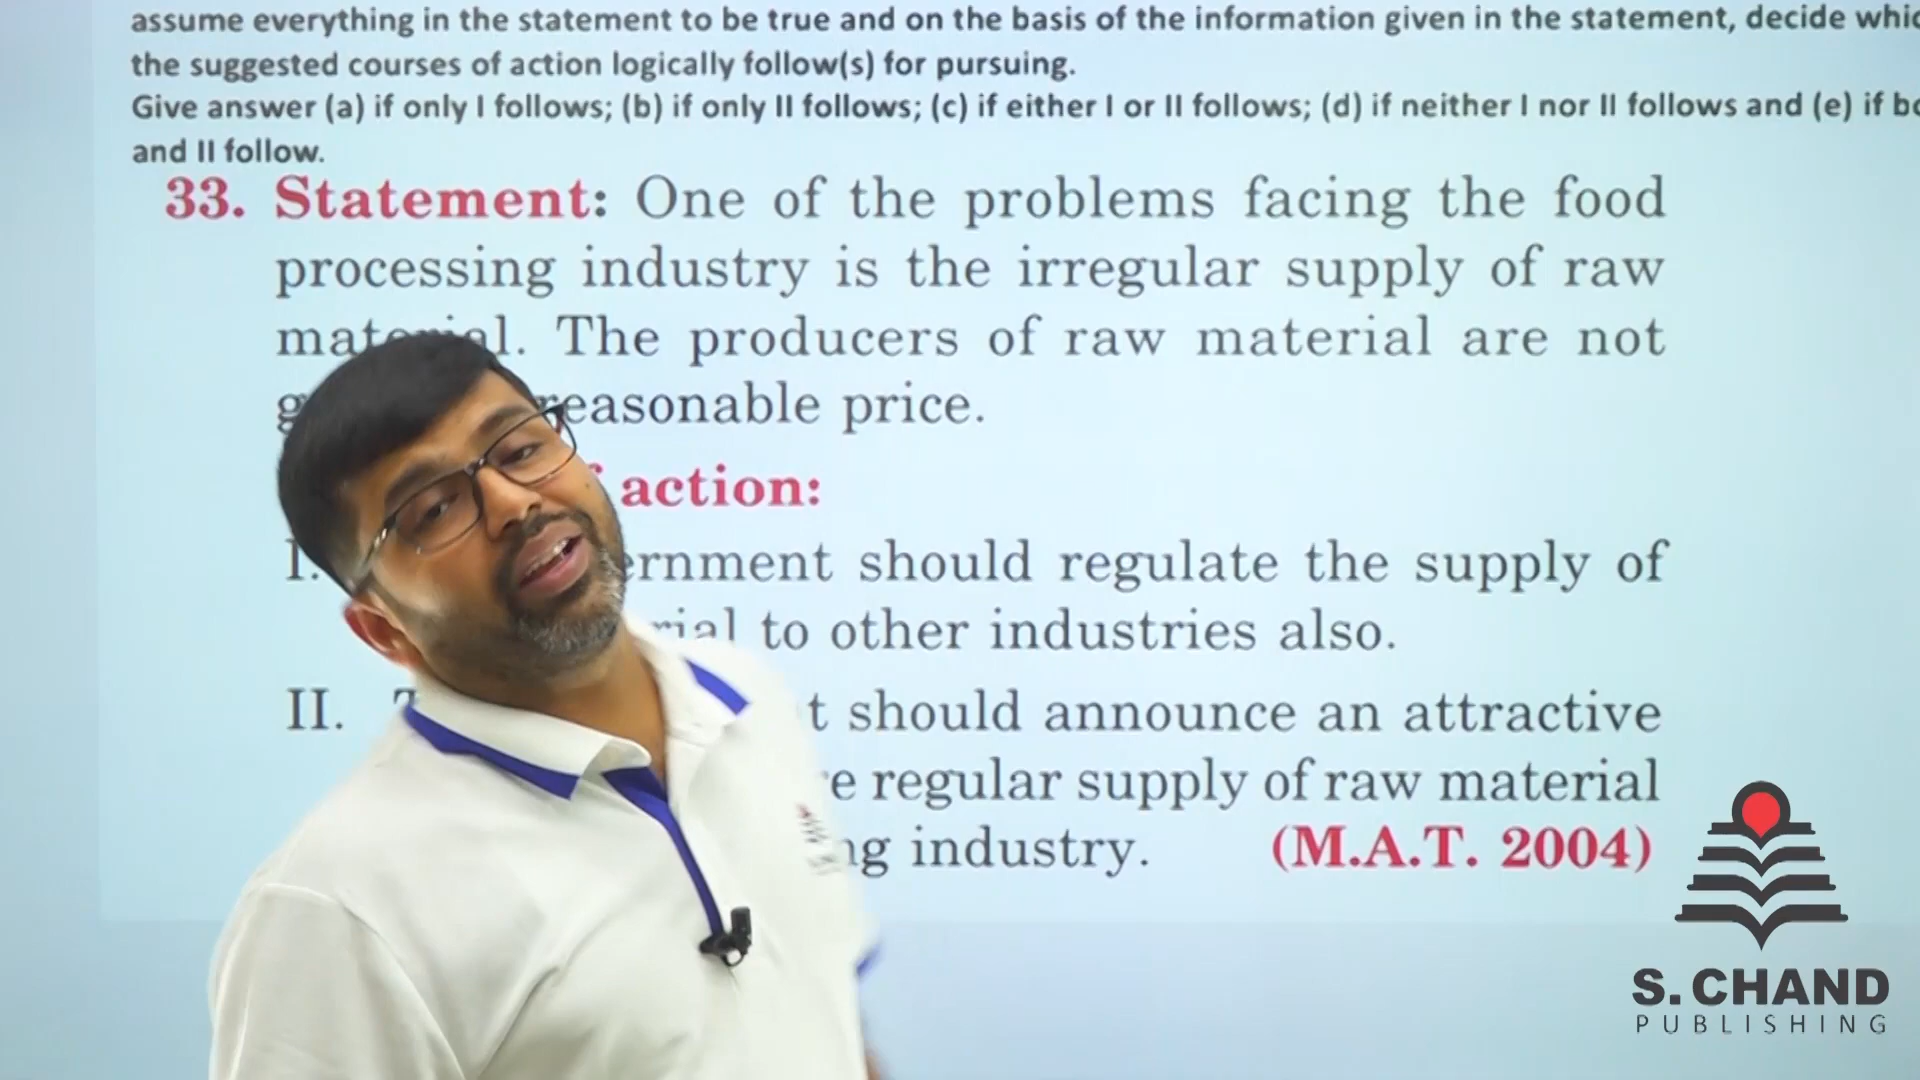 assume everything in the statement to be true and on the basis of the information given in the statement, decide
the suggested courses of action logically follow(s) for pursuing.
Give answer (a) if only I follows; (b) if only II follows; (c) if either I or II follows; (d) if neither I nor II follows and (e) if
and II follow.
33. Statement: One of the problems facing the food
processing industry is the irregular supply of raw
material. The producers of raw material are not
reasonable price.
action:
I. should regulate the supply of
to other industries also.
II. should announce an attractive
regular supply of raw material
industry. (M.A.T. 2004)
S. CHAND
PUBLISHING